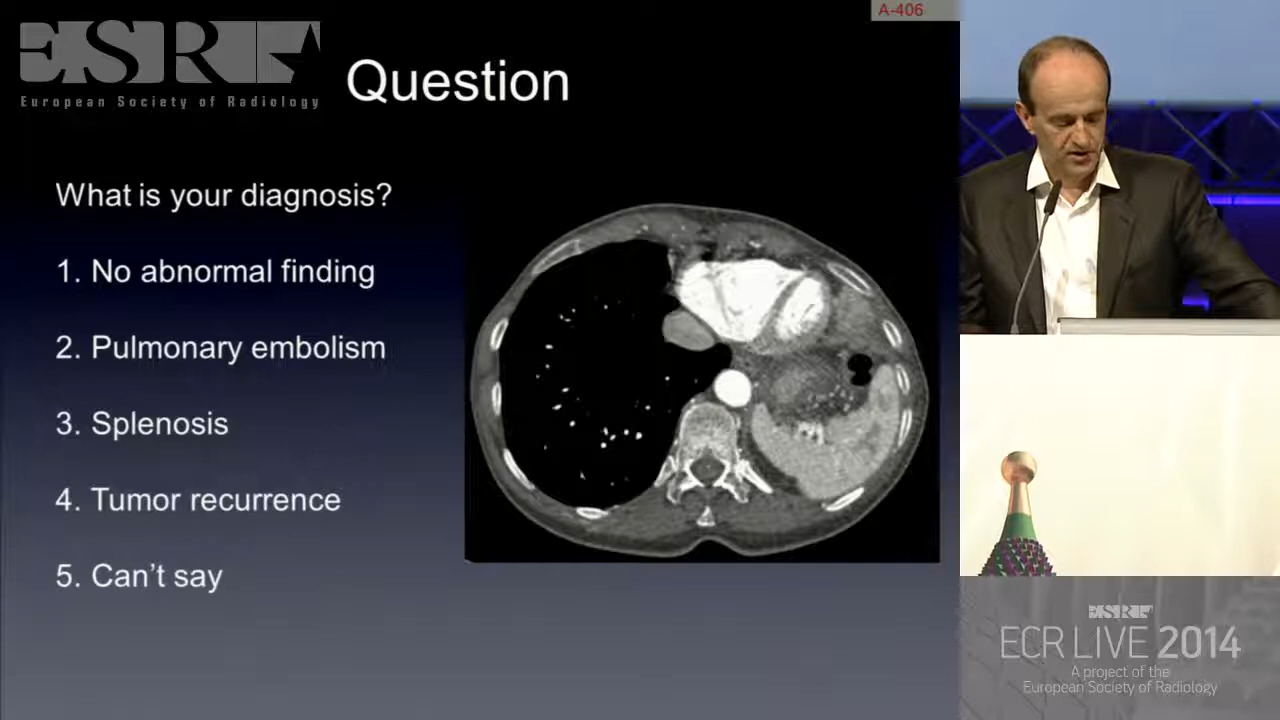 A-406
ESR
European Society of Radiology
Question
What is your diagnosis?
1. No abnormal finding
2. Pulmonary embolism
3. Splenosis
4. Tumor recurrence
5. Can't say
ESR
ECR LIVE 2014
A project of the
European Society of Radiology